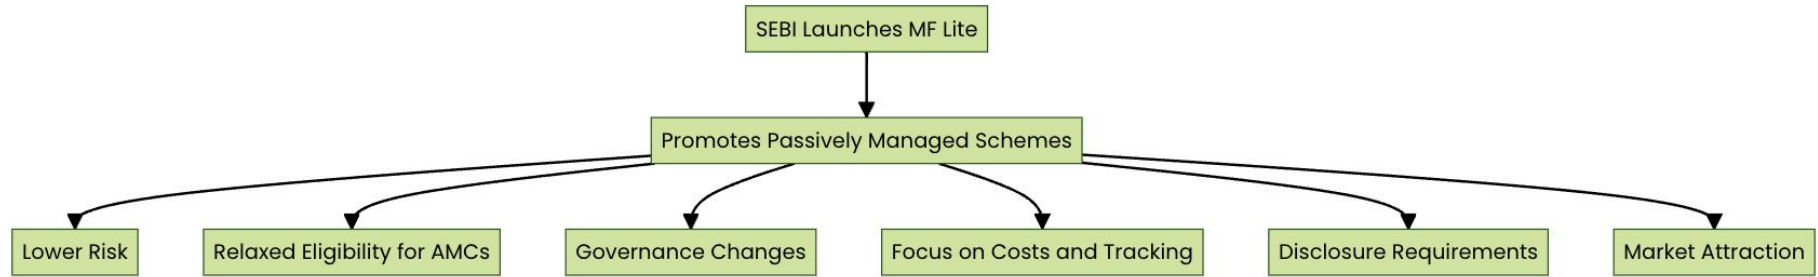 SEBI Launches MF Lite
Promotes Passively Managed Schemes
Lower Risk
Relaxed Eligibility for AMCs
Governance Changes
Focus on Costs and Tracking
Disclosure Requirements
Market Attraction